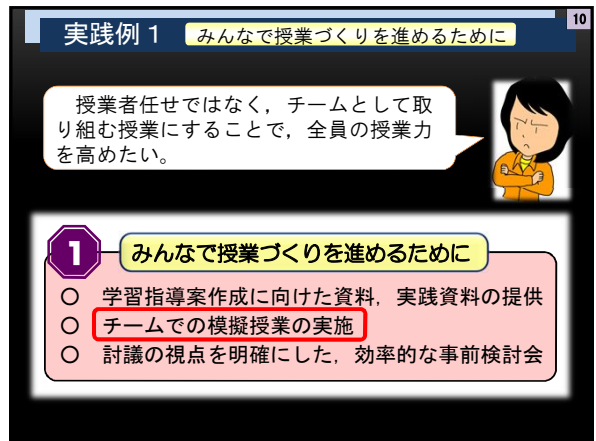 10
実践例１ みんなで授業づくりを進めるために
授業者任せではなく，チームとして取
り組む授業にすることで，全員の授業力
を高めたい。
1 みんなで授業づくりを進めるために
○ 学習指導案作成に向けた資料，実践資料の提供
○ チームでの模擬授業の実施
○ 討議の視点を明確にした，効率的な事前検討会